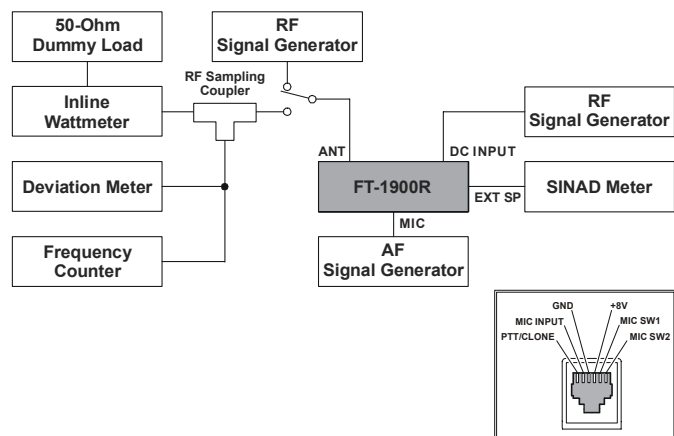 50-Ohm
Dummy Load
RF
Signal Generator
RF Sampling
Coupler
Inline
Wattmeter
RF
Signal Generator
ANT
DC INPUT
Deviation Meter
FT-1900R
EXT SP
SINAD Meter
MIC
Frequency
Counter
AF
Signal Generator
GND
+8V
MIC INPUT
MIC SW1
PTT/CLONE
MIC SW2